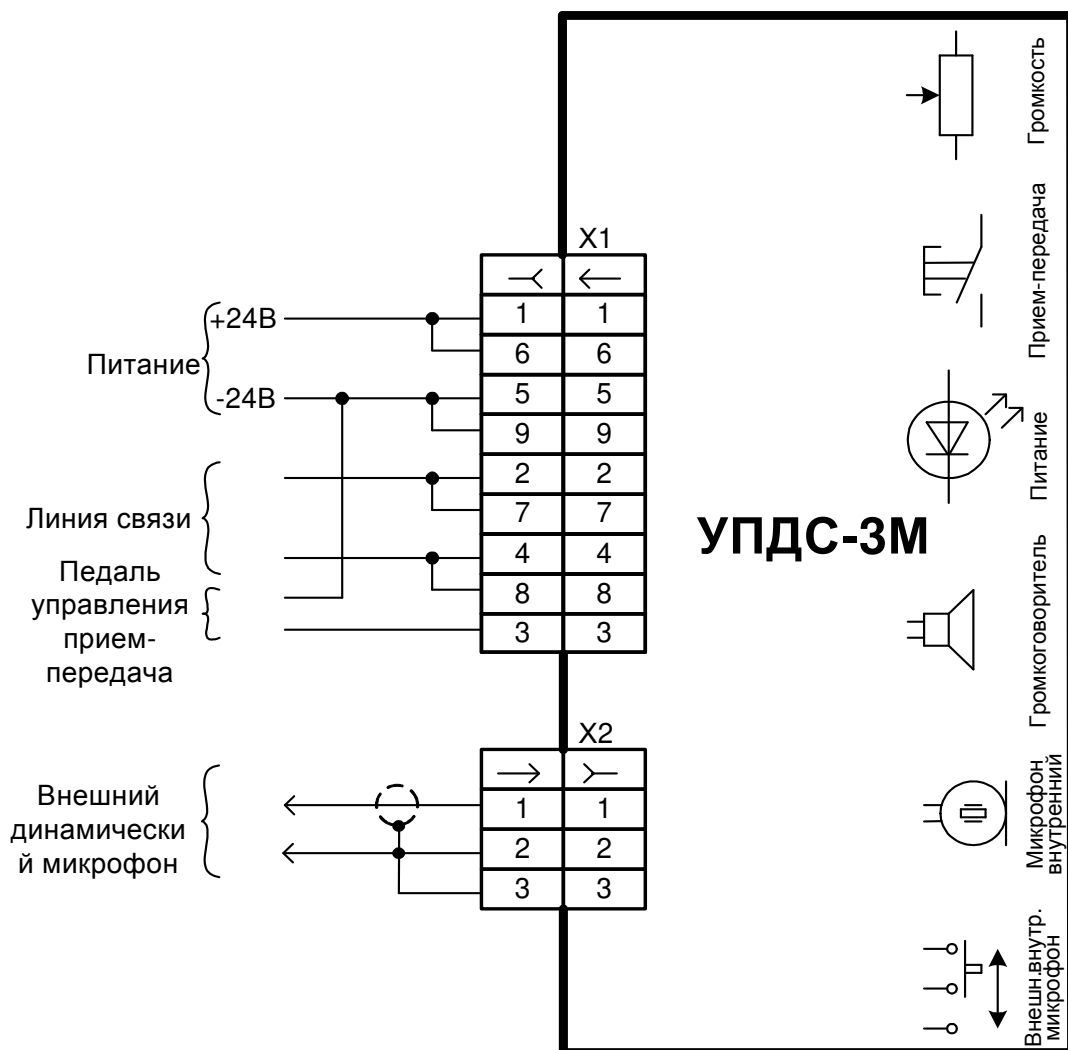 X1
+24В
1 1
6 6
Питание
-24В
5 5
9 9
2 2
7 7
Линия связи
4 4
8 8
3 3
Педаль
управления
прием-
передача
X2
1 1
2 2
3 3
Внешний
динамически
й микрофон
УПДС-3М
Громкость
Прием-передача
Питание
Громкоговоритель
Микрофон
внутренний
Внешн.внутр.
микрофон